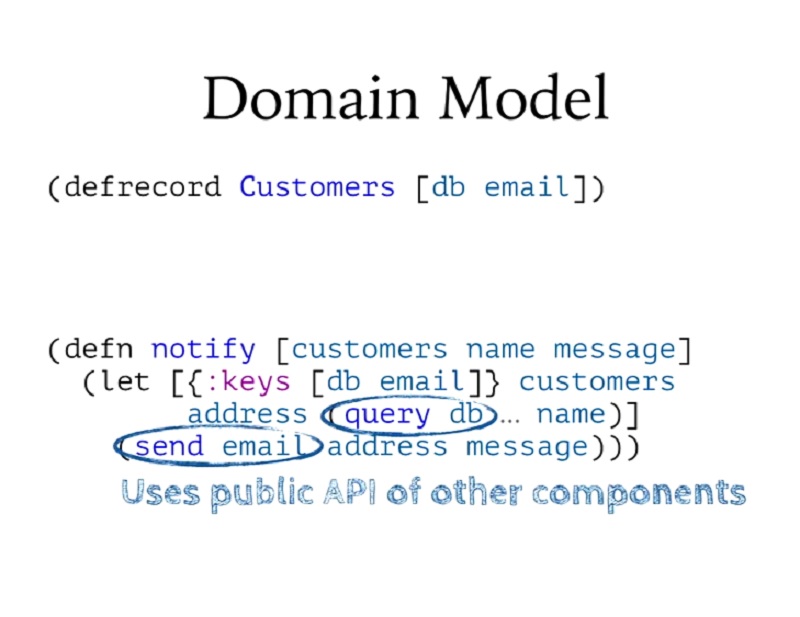 Domain Model
(defrecord Customers [db email])
(defn notify [customers name message]
(let [{:keys [db email]} customers
address (query db ... name)]
(send email address message)))
Uses public API of other components